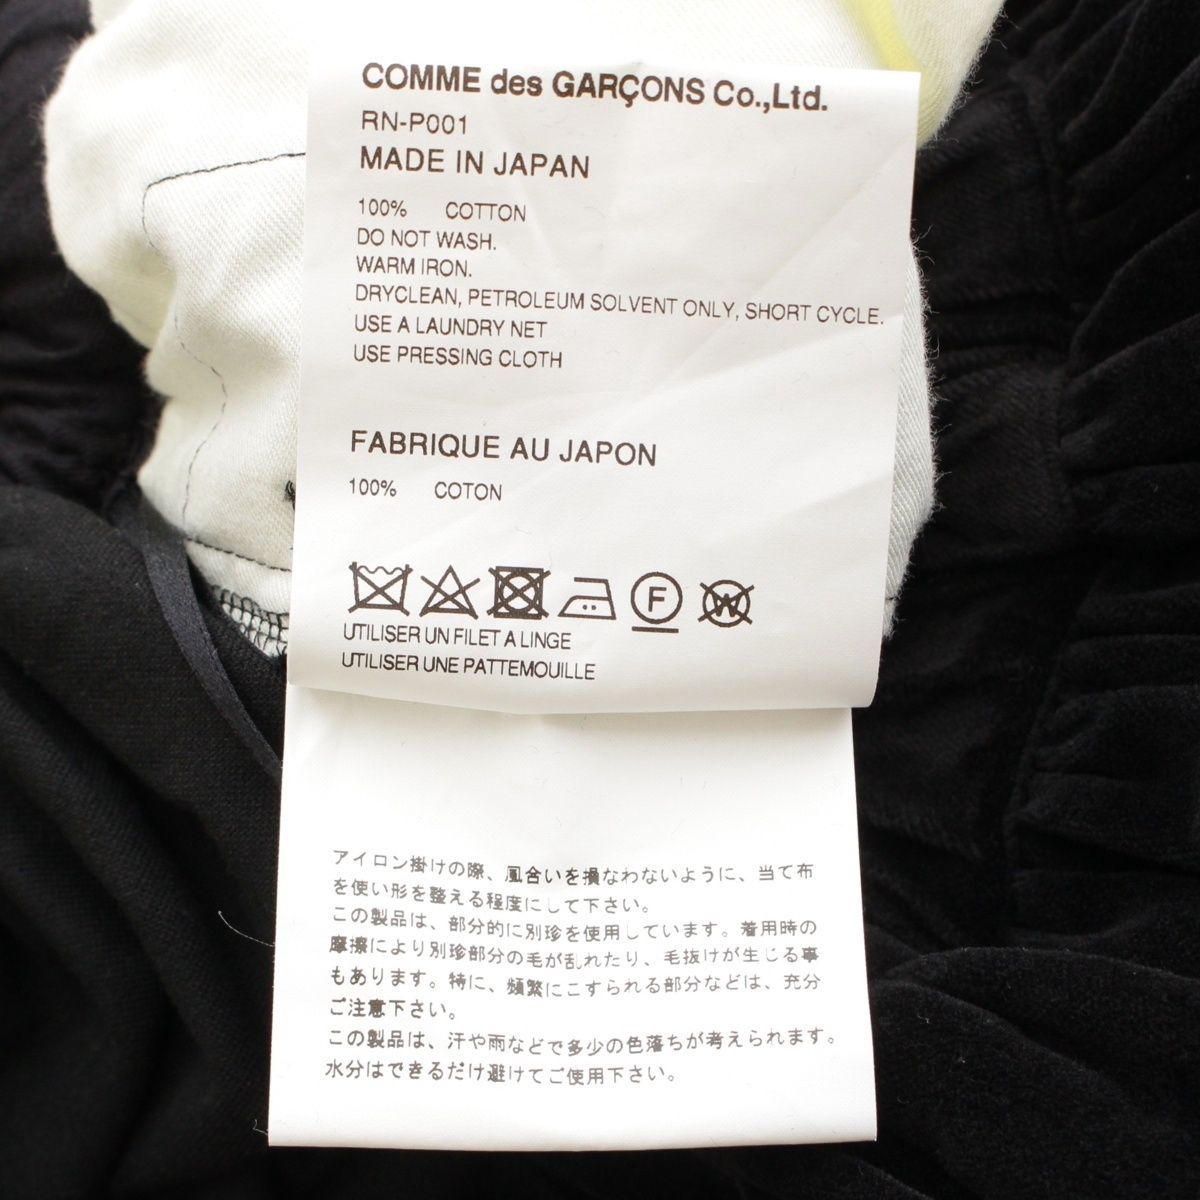 COMME des GARÇONS Co.,Ltd.
RN-P001
MADE IN JAPAN
100% COTTON
DO NOT WASH.
WARM IRON.
DRYCLEAN, PETROLEUM SOLVENT ONLY, SHORT CYCLE.
USE A LAUNDRY NET
USE PRESSING CLOTH
FABRIQUE AU JAPON
100% COTON
F W
UTILISER UN FILET A LINGE
UTILISER UNE PATTEMOUILLE
アイロン掛けの際、風合いを損なわないように、当て布
を使い形を整える程度にして下さい。
この製品は、部分的に別珍を使用しています。着用時の
摩擦により別珍部分の毛が乱れたり、毛抜けが生じる事
もあります。特に、頻繁にこすられる部分などは、充分
ご注意下さい。
この製品は、汗や雨などで多少の色落ちが考えられます。
水分はできるだけ避けてご使用下さい。